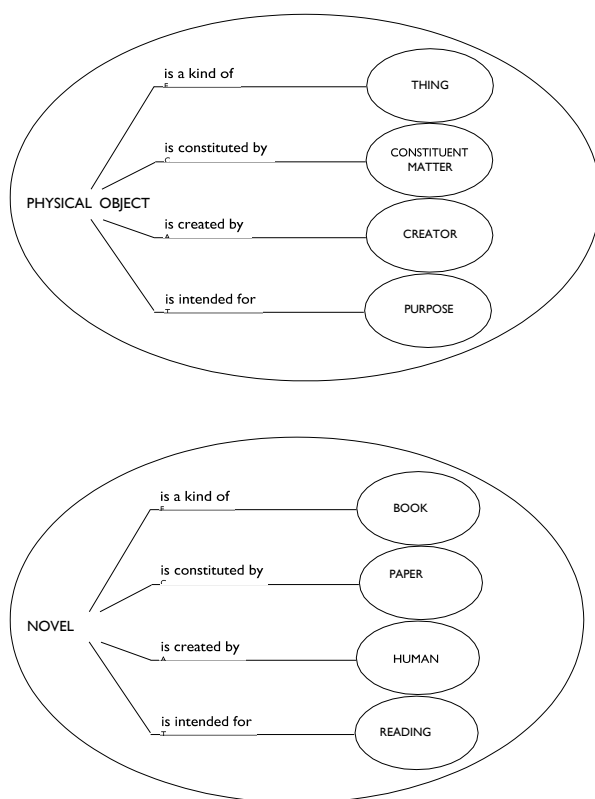 is a kind of
THING
is constituted by
CONSTITUENT
MATTER
PHYSICAL OBJECT
is created by
CREATOR
is intended for
PURPOSE
is a kind of
BOOK
is constituted by
PAPER
NOVEL
is created by
HUMAN
is intended for
READING